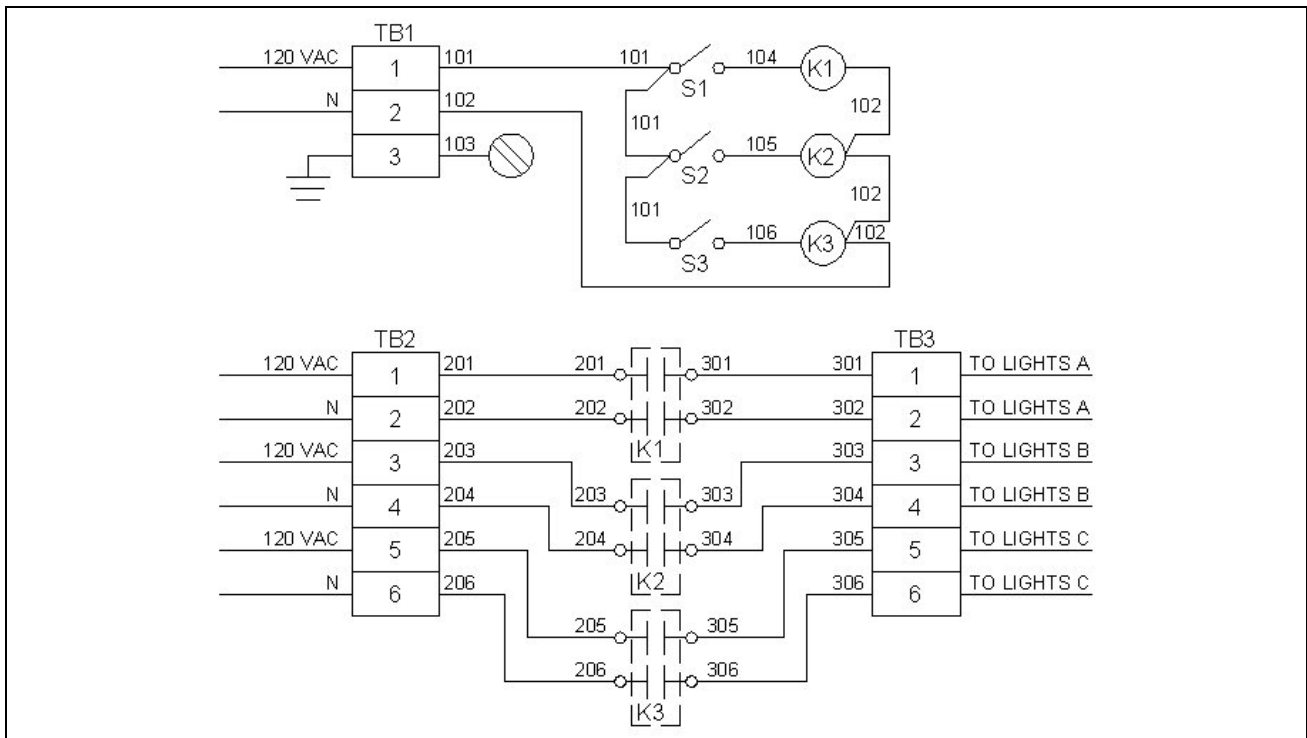 TB1
120 VAC 1 101 101 S1 104 K1
N 2 102 102
101
3 103 S2 105 K2
102
101
S3 106 K3 102
TB2 TB3
120 VAC 1 201 201 301 301 1 TO LIGHTS A
N 2 202 202 302 302 2 TO LIGHTS A
K1
120 VAC 3 203 303 3 TO LIGHTS B
N 4 204 203 303 304 4 TO LIGHTS B
120 VAC 5 205 204 304 305 5 TO LIGHTS C
K2
N 6 206 306 6 TO LIGHTS C
205 305
206 306
K3